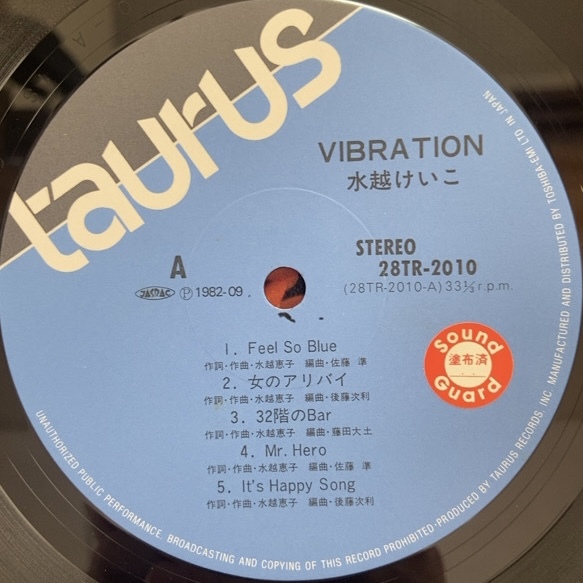 taurus
VIBRATION
水越けいこ
A
STEREO
28TR-2010
JASRAC Ⓟ1982-09
(28TR-2010-A) 33⅓ r.p.m.
1. Feel So Blue
作詞・作曲・水越恵子 編曲・佐藤 準
2. 女のアリバイ
作詞・作曲・水越恵子 編曲・後藤次利
3. 32階のBar
作詞・作曲・水越恵子 編曲・藤田大土
4. Mr. Hero
作詞・作曲・水越恵子 編曲・佐藤 準
5. It's Happy Song
作詞・作曲・水越恵子 編曲・後藤次利
Sound
塗布済
Guard
UNAUTHORIZED PUBLIC PERFORMANCE, BROADCASTING AND COPYING OF THIS RECORD PROHIBITED-PRODUCED BY TAURUS RECORDS, INC. MANUFACTURED AND DISTRIBUTED BY TOSHIBA-EMI LTD IN JAPAN